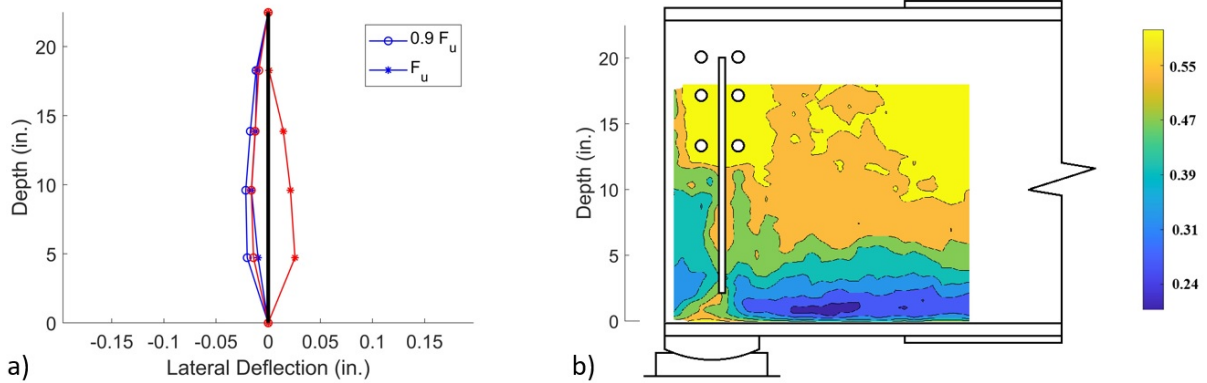 20
15
10
5
0
Depth (in.)
-0.15 -0.1 -0.05 0 0.05 0.1 0.15
Lateral Deflection (in.)
0.9 F_u
F_u
a)
20
15
10
5
0
Depth (in.)
0.55
0.47
0.39
0.31
0.24
b)